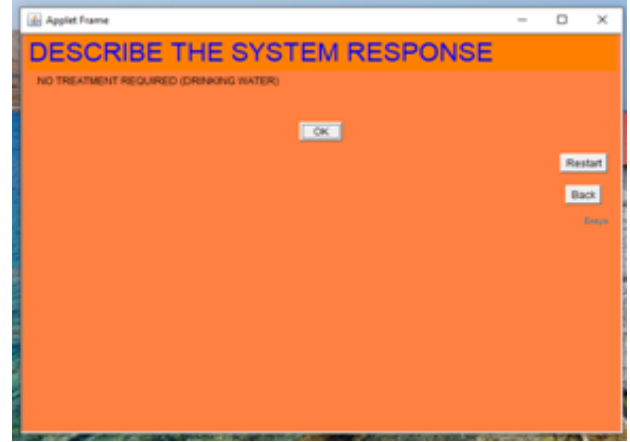 Applet Frame
DESCRIBE THE SYSTEM RESPONSE
NO TREATMENT REQUIRED (DRINKING WATER)
OK
Restart
Back